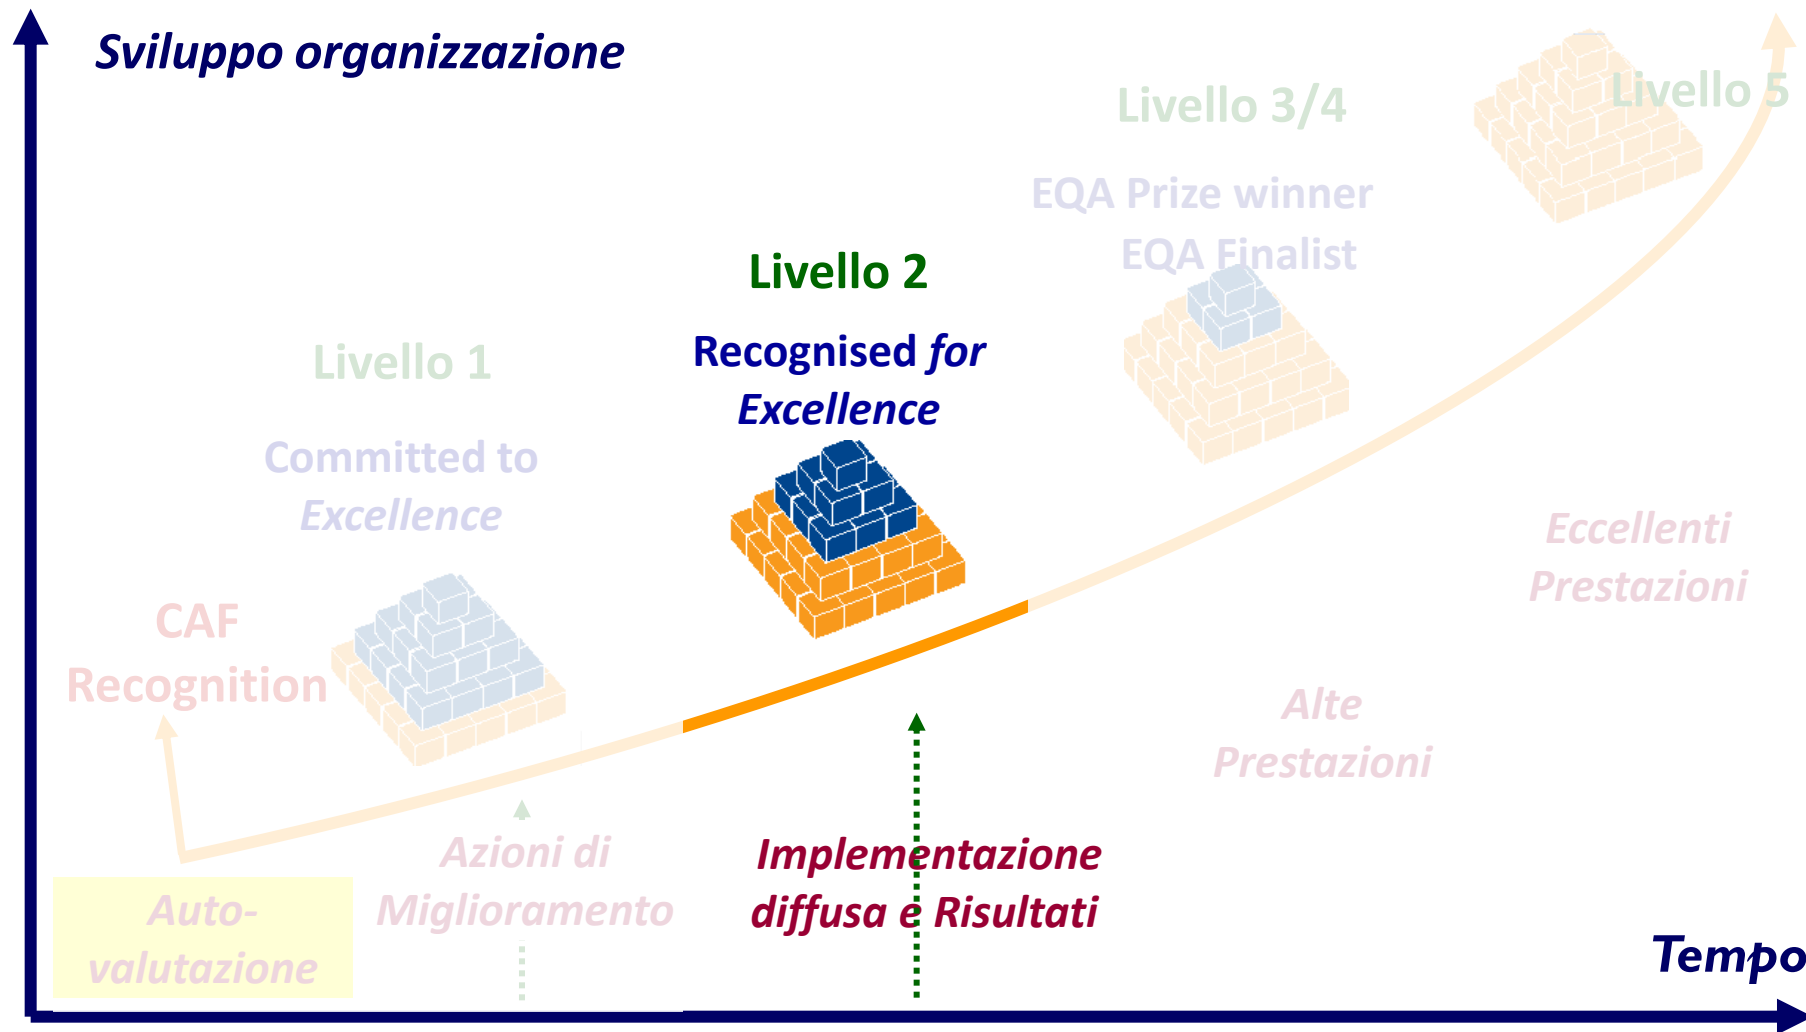 Sviluppo organizzazione
Livello 5
Livello 3/4
EQA Prize winner
EQA Finalist
Livello 2
Recognised for
Excellence
Livello 1
Committed to
Excellence
CAF
Recognition
Eccellenti
Prestazioni
Alte
Prestazioni
Implementazione
diffusa e Risultati
Azioni di
Miglioramento
Auto-
valutazione
Tempo